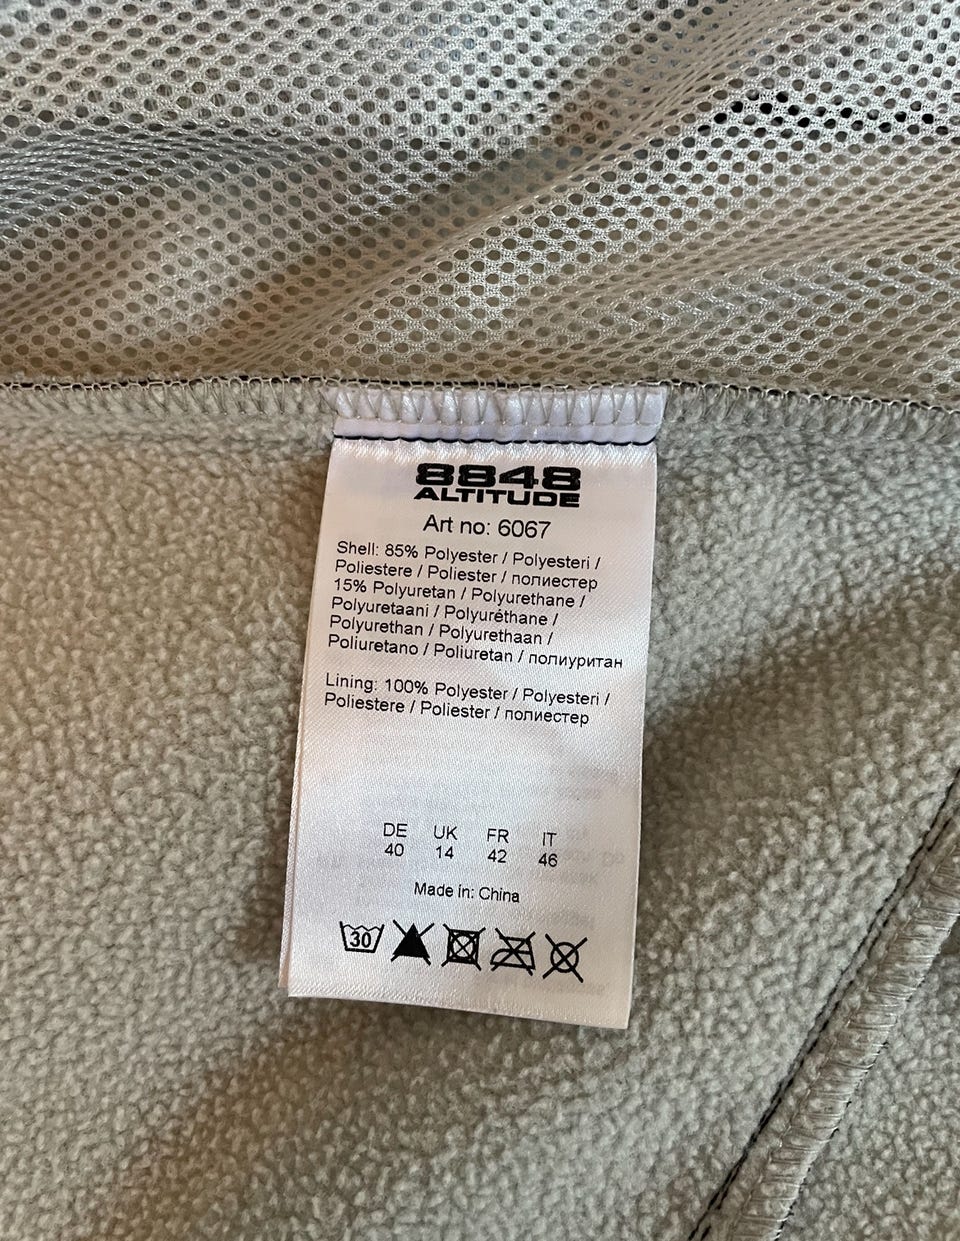 8848
ALTITUDE
Art no: 6067
Shell: 85% Polyester / Polyesteri /
Poliestere / Poliester / полиестер
15% Polyuretan / Polyurethane /
Polyuretaani / Polyuréthane /
Polyurethan / Polyurethaan /
Poliuretano / Poliuretan / полиуритан
Lining: 100% Polyester / Polyesteri /
Poliestere / Poliester / полиестер
DE UK FR IT
40 14 42 46
Made in: China
30